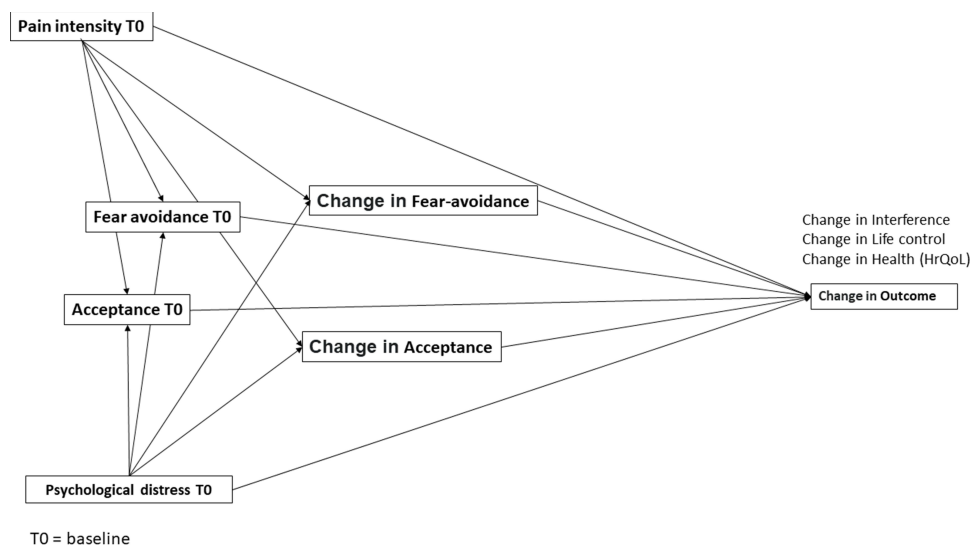 Pain intensity T0
Change in Fear-avoidance
Fear avoidance T0
Change in Interference
Change in Life control
Change in Health (HrQoL)
Change in Outcome
Acceptance T0
Change in Acceptance
Psychological distress T0
T0 = baseline